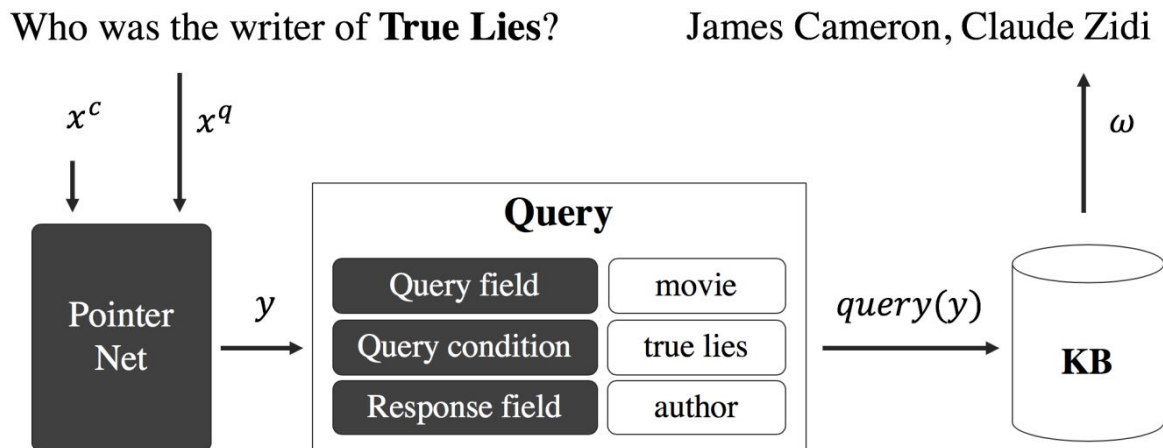 Who was the writer of True Lies?
James Cameron, Claude Zidi
x^c
x^q
ω
Query
Pointer
Net
y
Query field
movie
Query condition
true lies
Response field
author
query(y)
KB